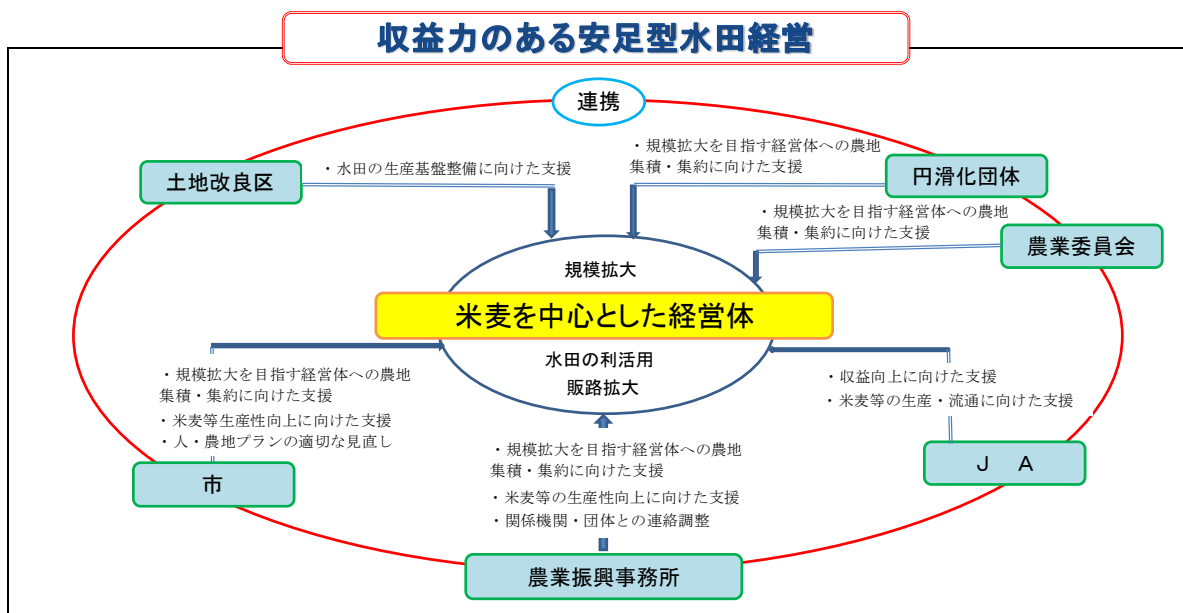 収益力のある安足型水田経営
連携
・規模拡大を目指す経営体への農地
集積・集約に向けた支援
・水田の生産基盤整備に向けた支援
土地改良区
円滑化団体
・規模拡大を目指す経営体への農地
集積・集約に向けた支援
農業委員会
規模拡大
米麦を中心とした経営体
水田の利活用
販路拡大
・規模拡大を目指す経営体への農地
集積・集約に向けた支援
・米麦等生産性向上に向けた支援
・人・農地プランの適切な見直し
市
・収益向上に向けた支援
・米麦等の生産・流通に向けた支援
J A
・規模拡大を目指す経営体への農地
集積・集約に向けた支援
・米麦等の生産性向上に向けた支援
・関係機関・団体との連絡調整
農業振興事務所